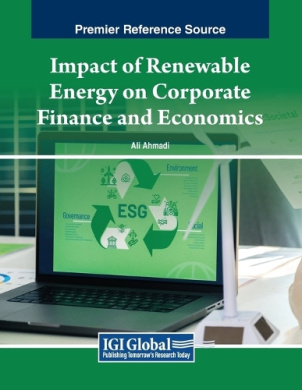 Premier Reference Source
Impact of Renewable
Energy on Corporate
Finance and Economics
Ali Ahmadi
Environment
Governance
ESG
IGI Global
Publishing Tomorrow's Research Today